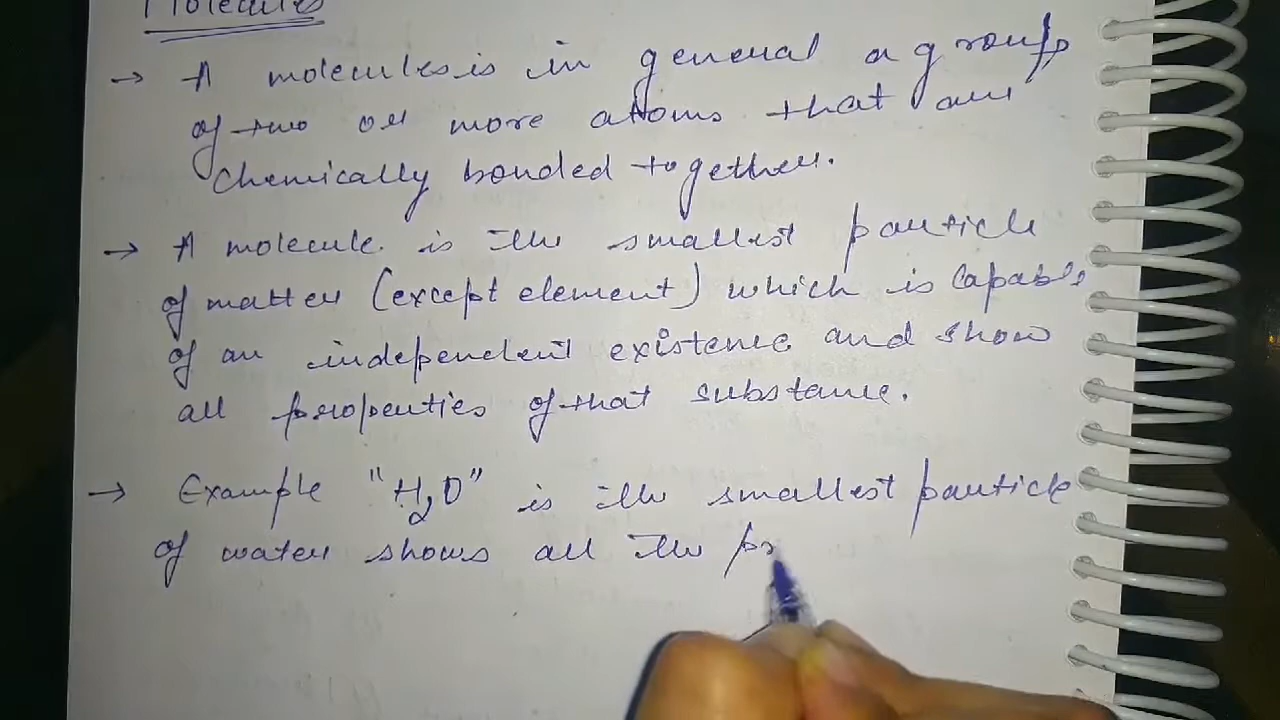 Molecules
→ A molecules is in general a group
of two or more atoms that are
chemically bonded together.
→ A molecule is the smallest particle
of matter (except element) which is capable
of an independent existence and show
all properties of that substance.
→ Example "H₂O" is the smallest particle
of water shows all the pr